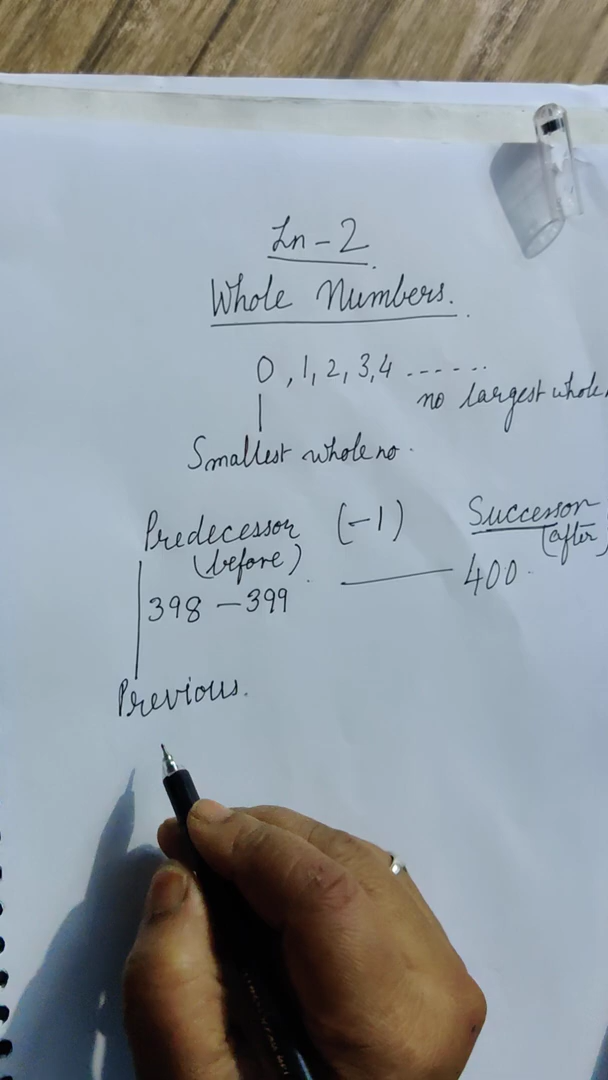 Ln - 2
Whole Numbers.
0, 1, 2, 3, 4 ------
no largest whole
Smallest whole no.
Predecessor (-1) Successor
(before) (after)
398 - 399 —— 400.
Previous.